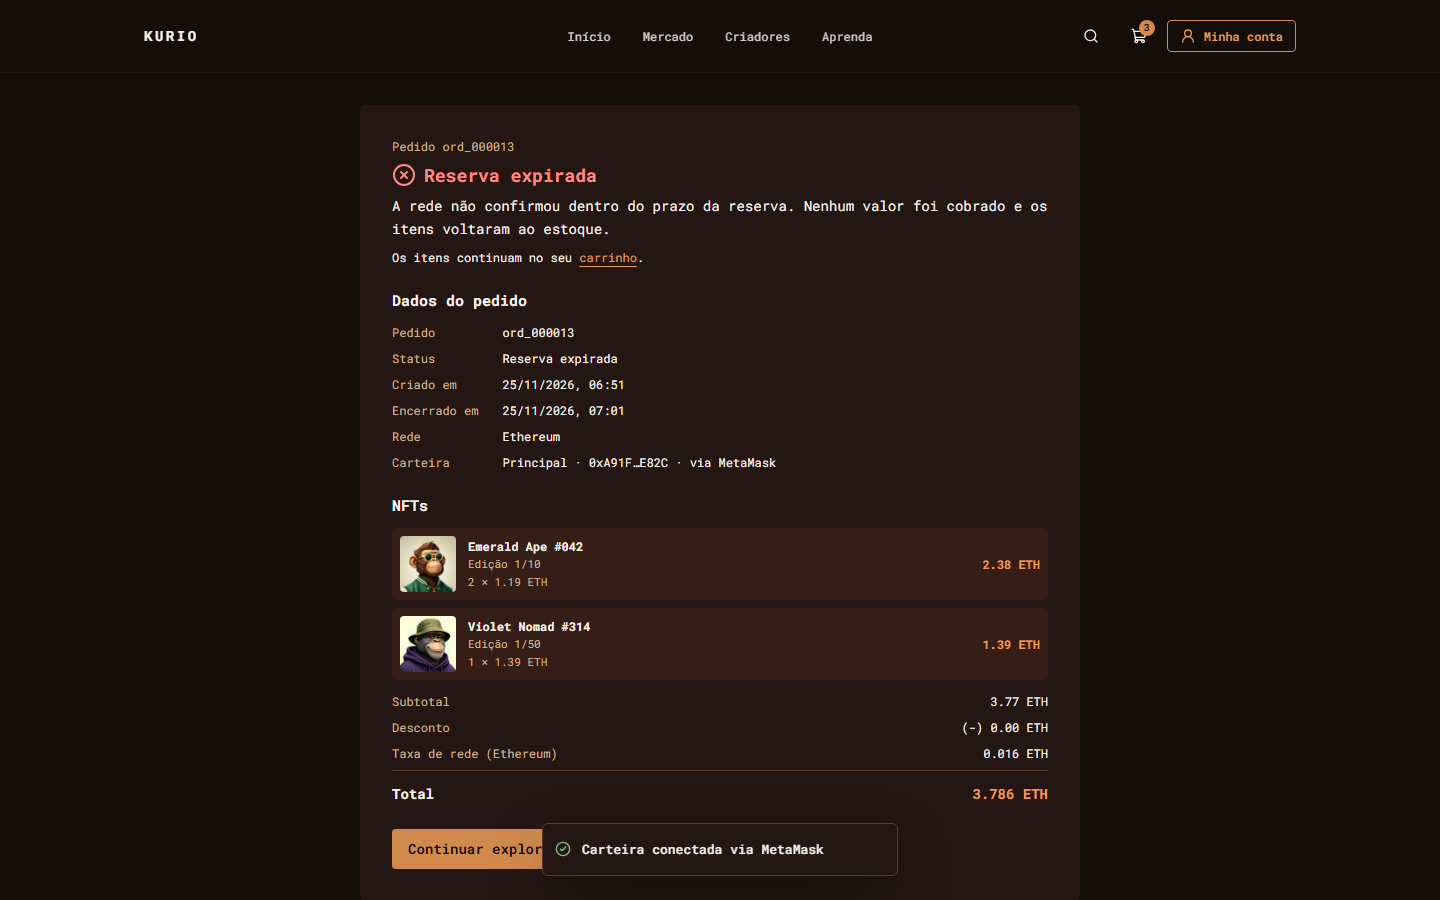 KURIO
Início
Mercado
Criadores
Aprenda
3
Minha conta
Pedido ord_000013
Reserva expirada
A rede não confirmou dentro do prazo da reserva. Nenhum valor foi cobrado e os
itens voltaram ao estoque.
Os itens continuam no seu carrinho.
Dados do pedido
Pedido ord_000013
Status Reserva expirada
Criado em 25/11/2026, 06:51
Encerrado em 25/11/2026, 07:01
Rede Ethereum
Carteira Principal · 0xA91F…E82C · via MetaMask
NFTs
Emerald Ape #042
Edição 1/10
2 × 1.19 ETH
2.38 ETH
Violet Nomad #314
Edição 1/50
1 × 1.39 ETH
1.39 ETH
Subtotal 3.77 ETH
Desconto (-) 0.00 ETH
Taxa de rede (Ethereum) 0.016 ETH
Total 3.786 ETH
Continuar explor
Carteira conectada via MetaMask